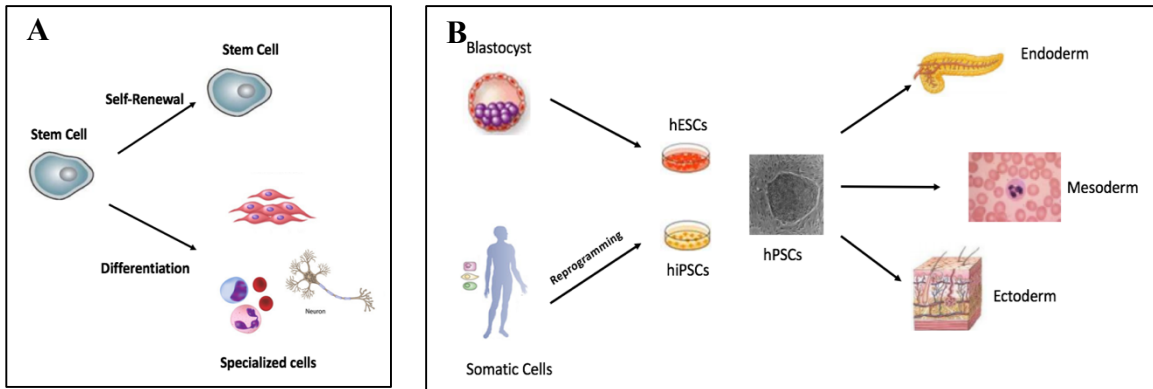 A
Stem Cell
Self-Renewal
Stem Cell
Differentiation
Neuron
Specialized cells
B
Blastocyst
hESCs
Reprogramming
hiPSCs
Somatic Cells
hPSCs
Endoderm
Mesoderm
Ectoderm